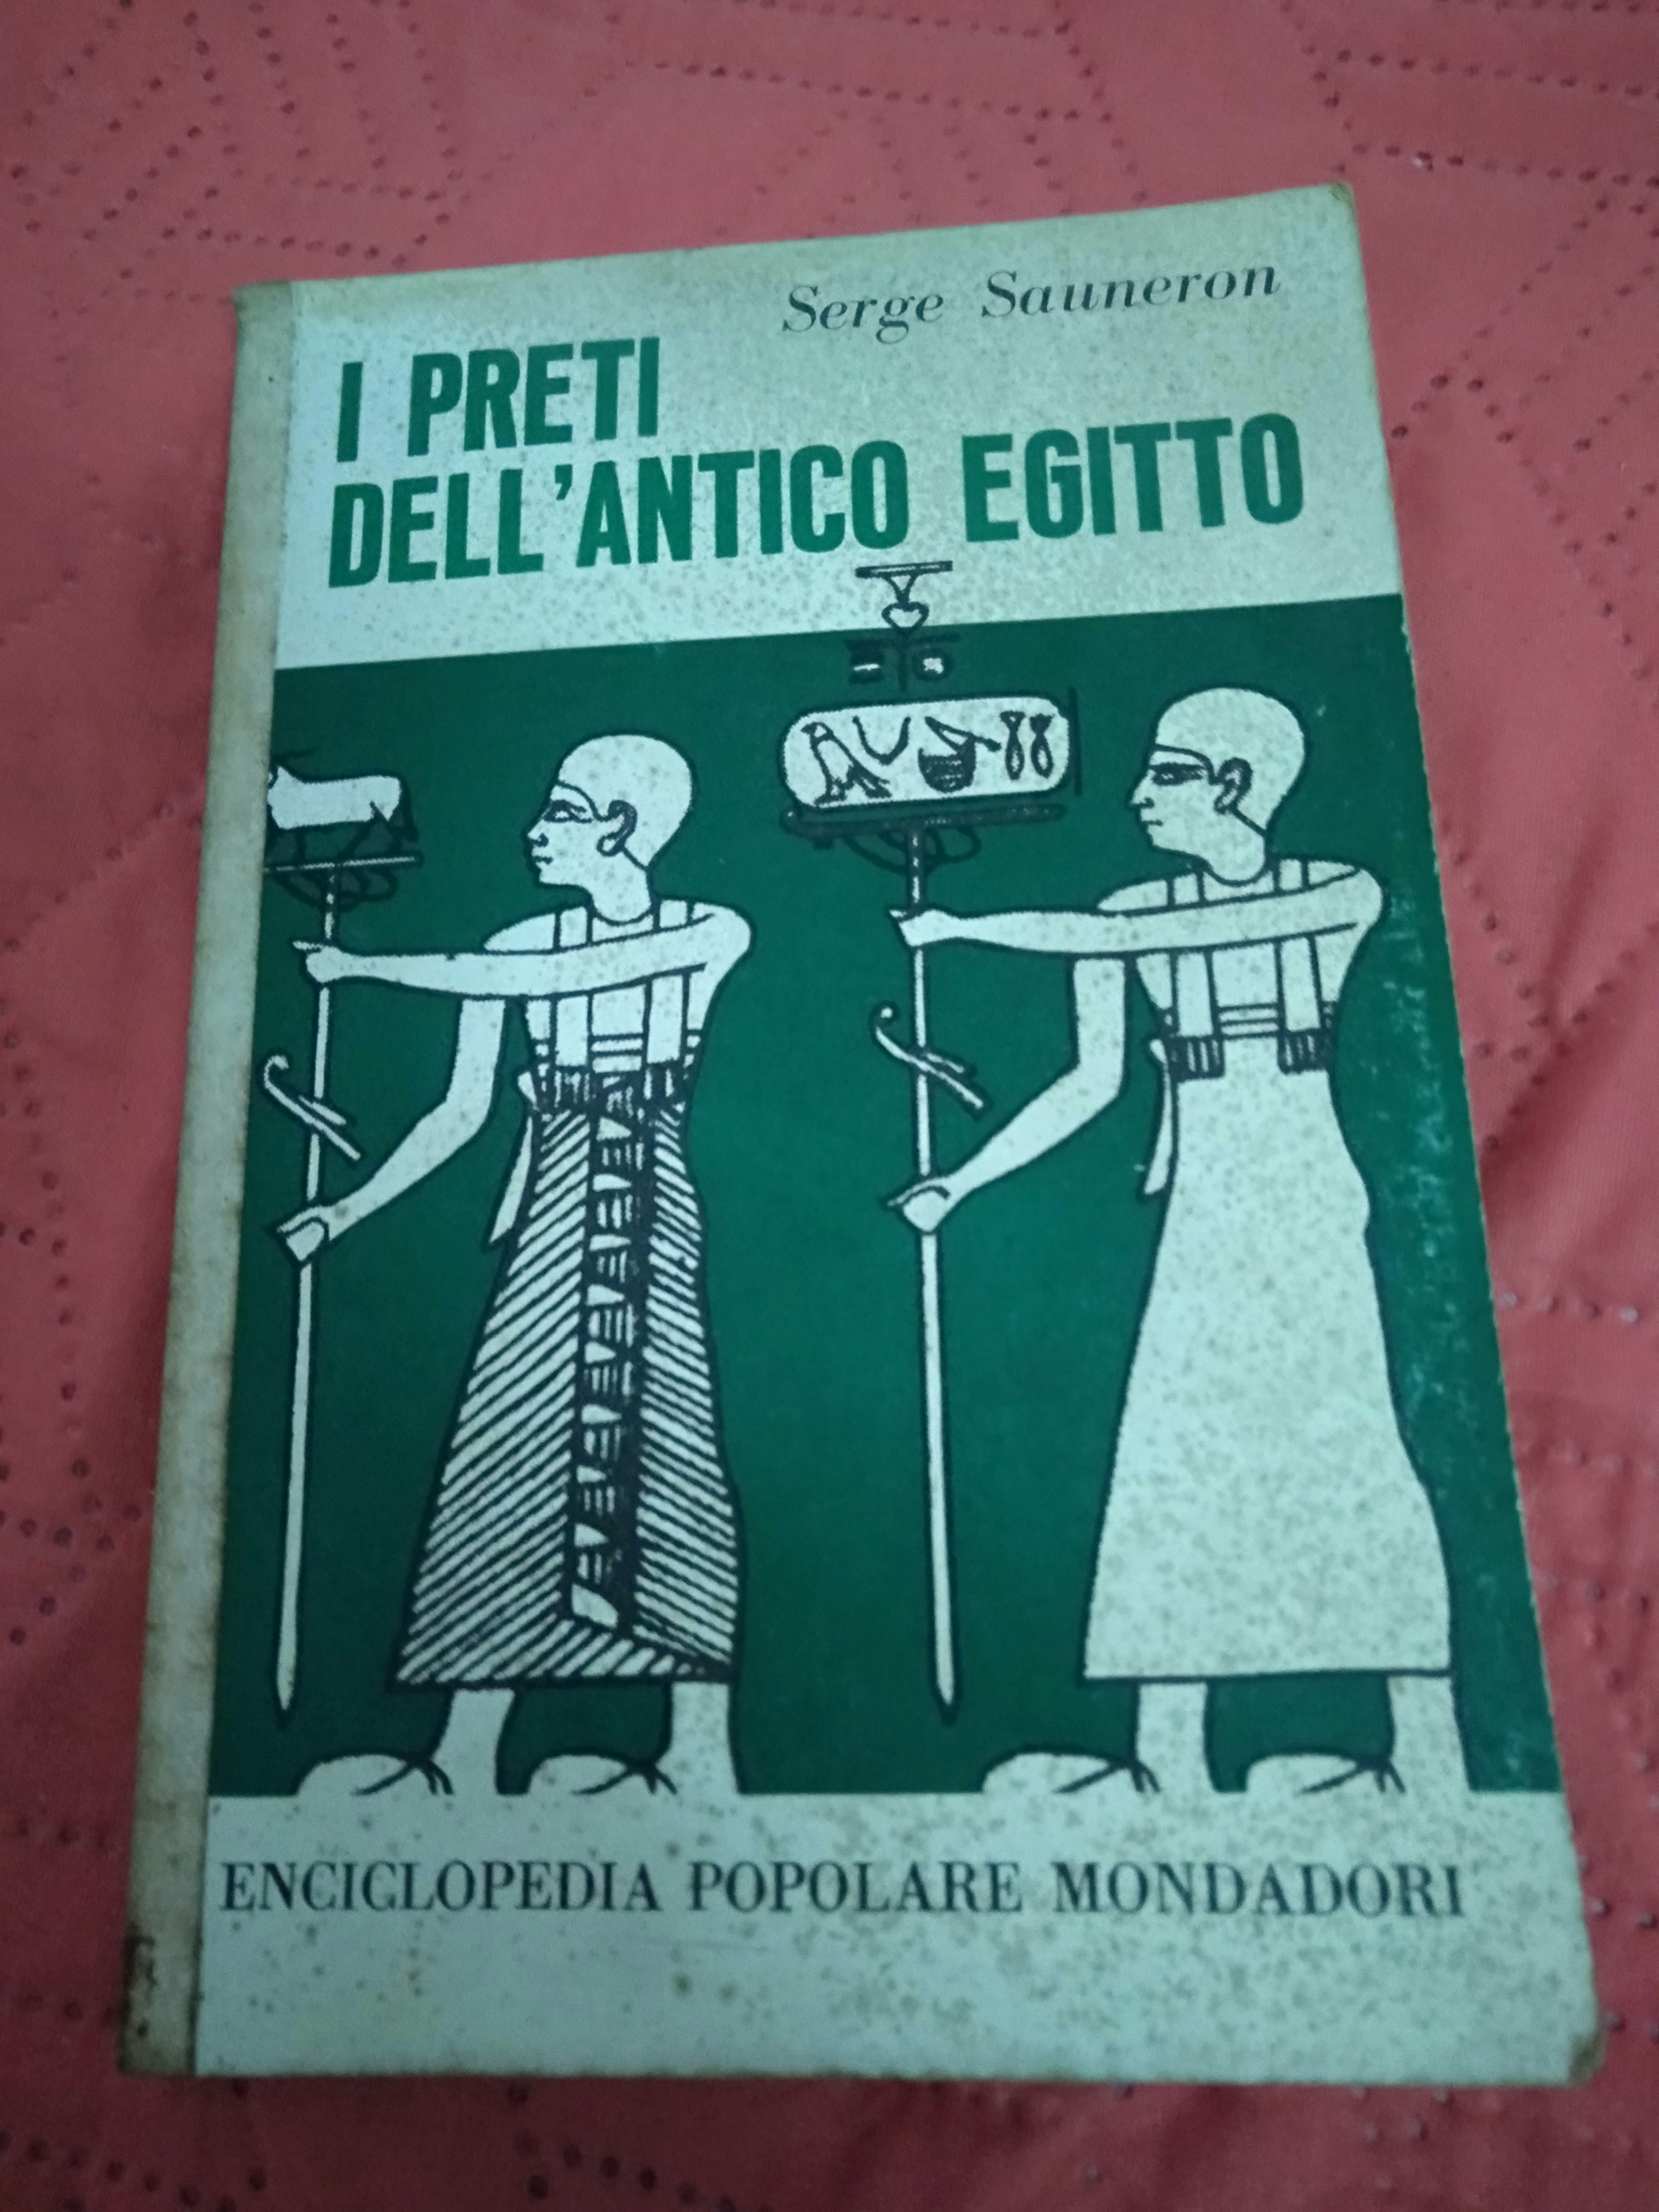 Serge Sauneron
I PRETI
DELL'ANTICO EGITTO
ENCICLOPEDIA POPOLARE MONDADORI